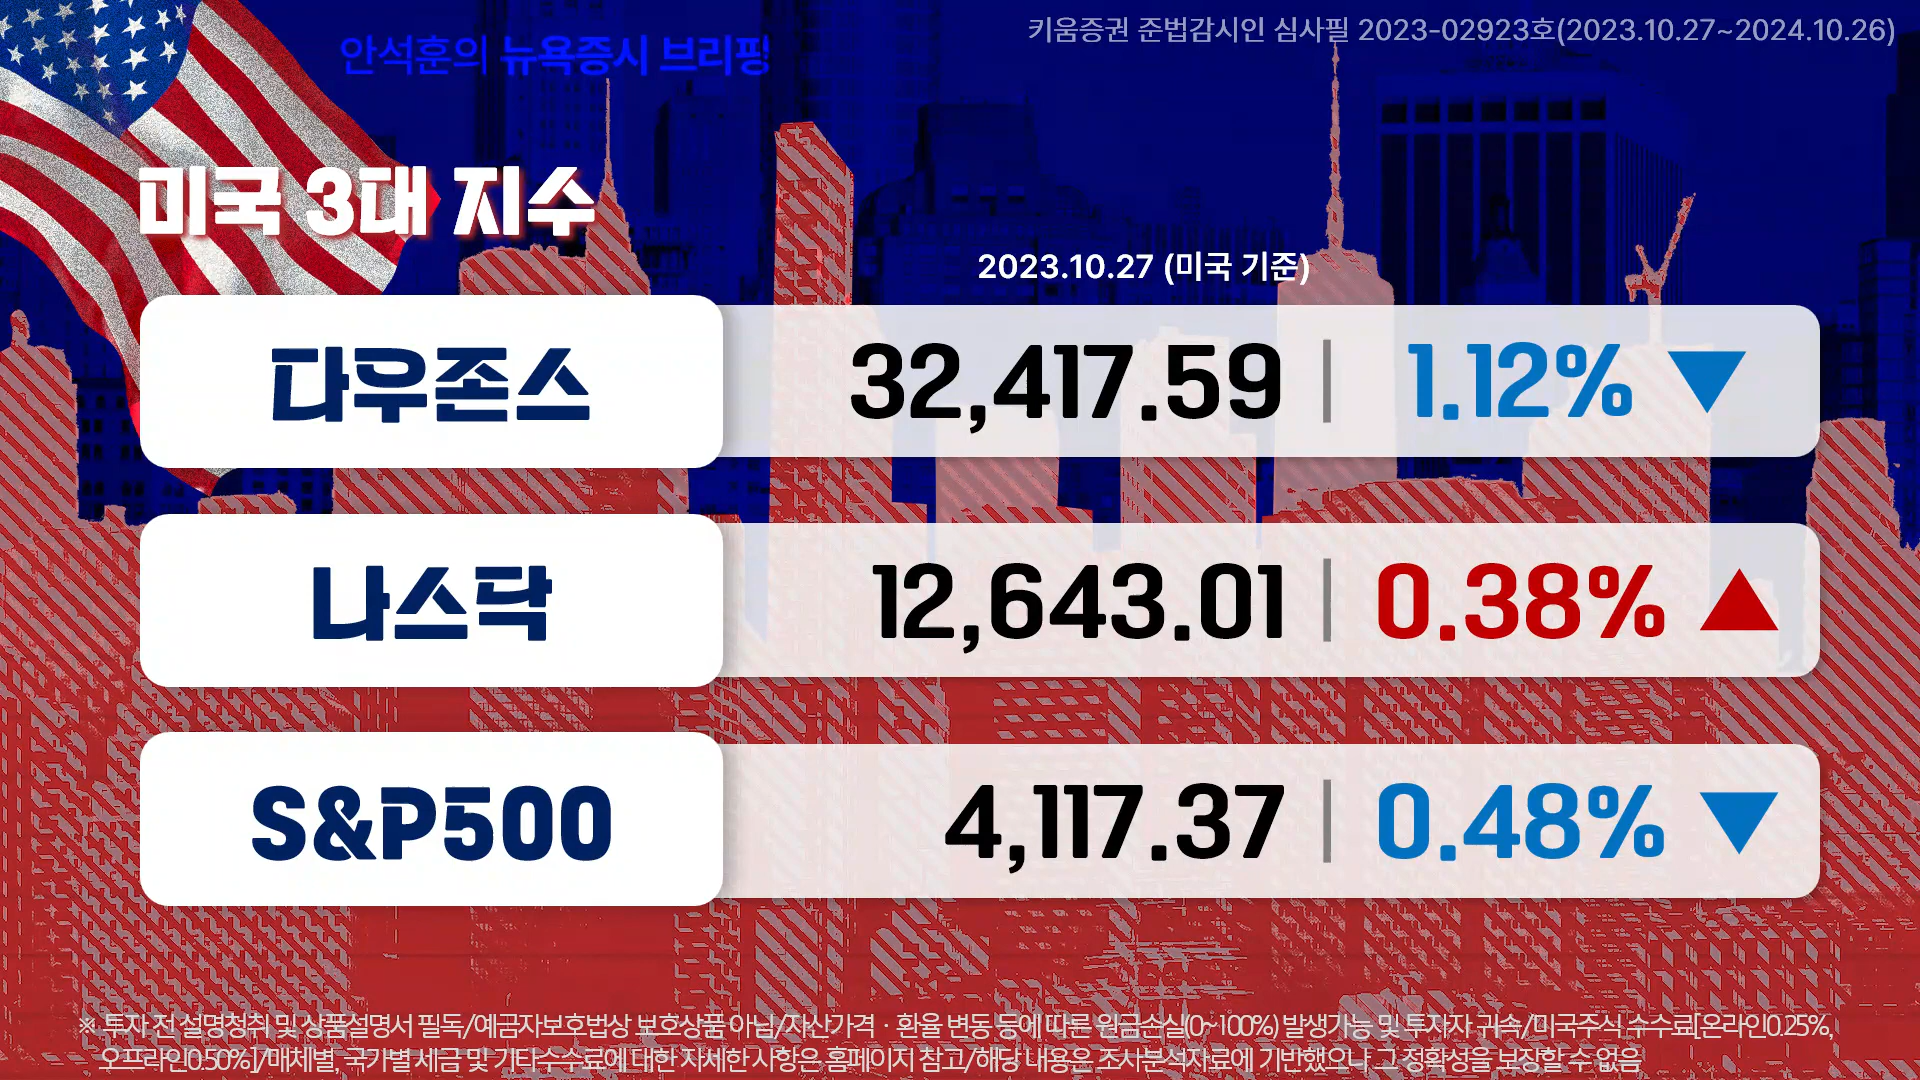 키움증권 준법감시인 심사필 2023-02923호(2023.10.27~2024.10.26)
안석훈의 뉴욕증시 브리핑
미국 3대 지수
2023.10.27 (미국 기준)
다우존스 32,417.59 | 1.12% ▼
나스닥 12,643.01 | 0.38% ▲
S&P500 4,117.37 | 0.48% ▼
※ 투자 전 설명청취 및 상품설명서 필독/예금자보호법상 보호상품 아님/자산가격·환율 변동 등에 따른 원금손실(0~100%) 발생가능 및 투자자 귀속/미국주식 수수료[온라인0.25%,
오프라인0.50%]/매체별, 국가별 세금 및 기타수수료에 대한 자세한 사항은 홈페이지 참고/해당 내용은 조사분석자료에 기반했으나 그 정확성을 보장할 수 없음